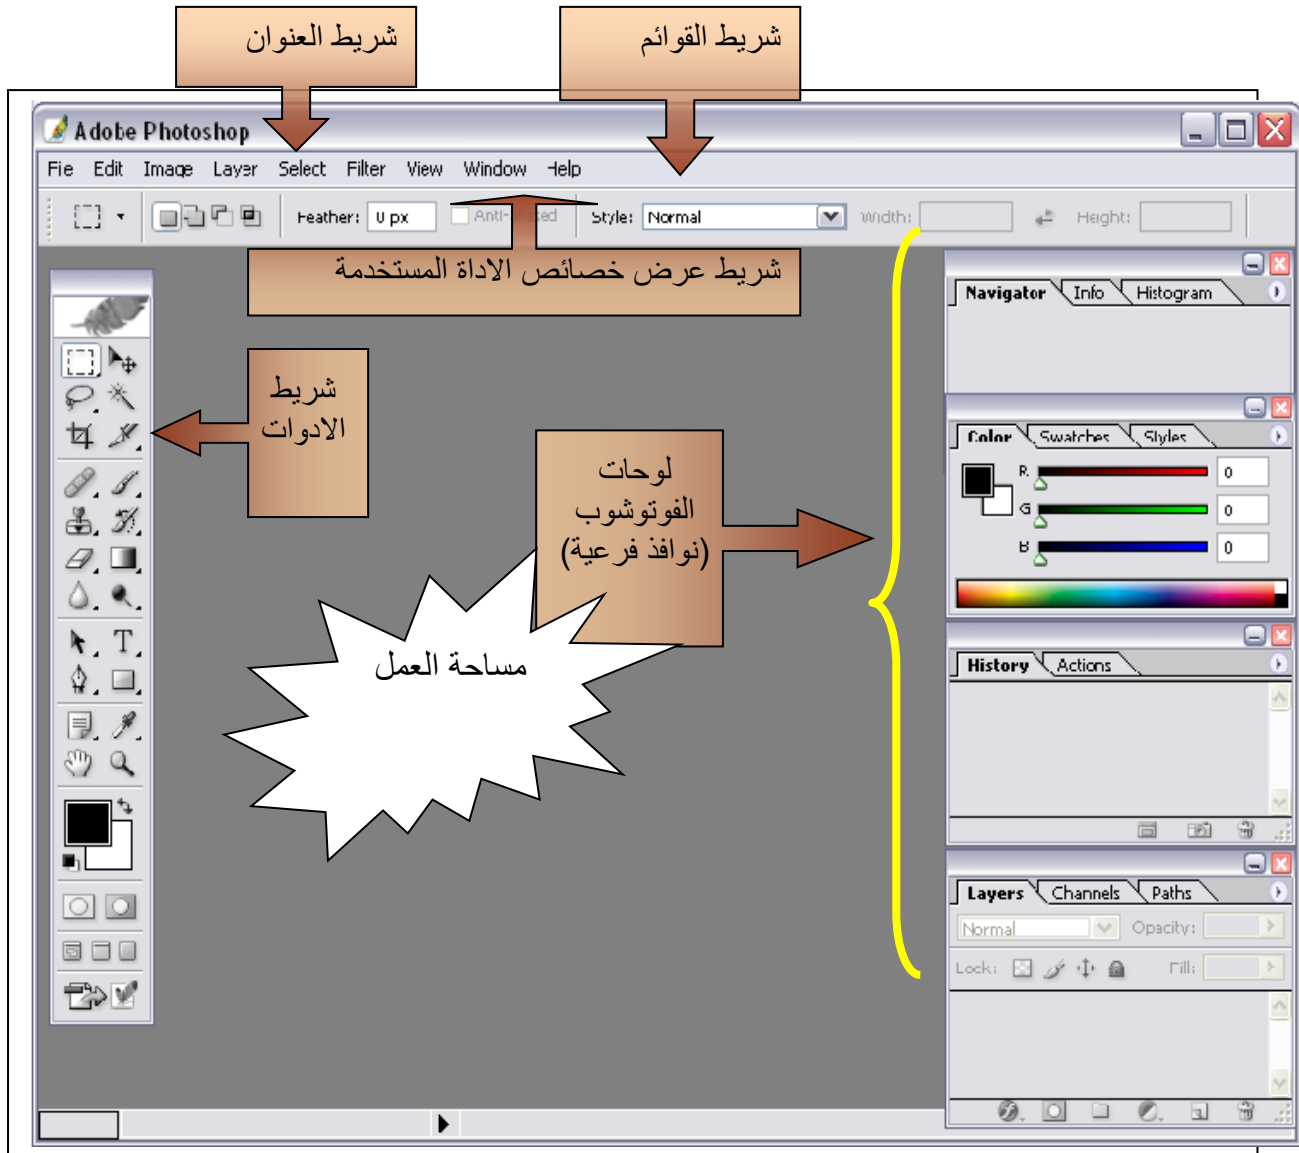 شريط العنوان
شريط القوائم
Adobe Photoshop
File Edit Image Layer Select Filter View Window Help
Feather: 0 px Style: Normal Width: Height:
شريط عرض خصائص الاداة المستخدمة
Navigator Info Histogram
شريط
الادوات
Color Swatches Styles
R 0
G 0
B 0
لوحات
الفوتوشوب
(نوافذ فرعية)
مساحة العمل
T
History Actions
Layers Channels Paths
Normal Opacity:
Lock: Fill: